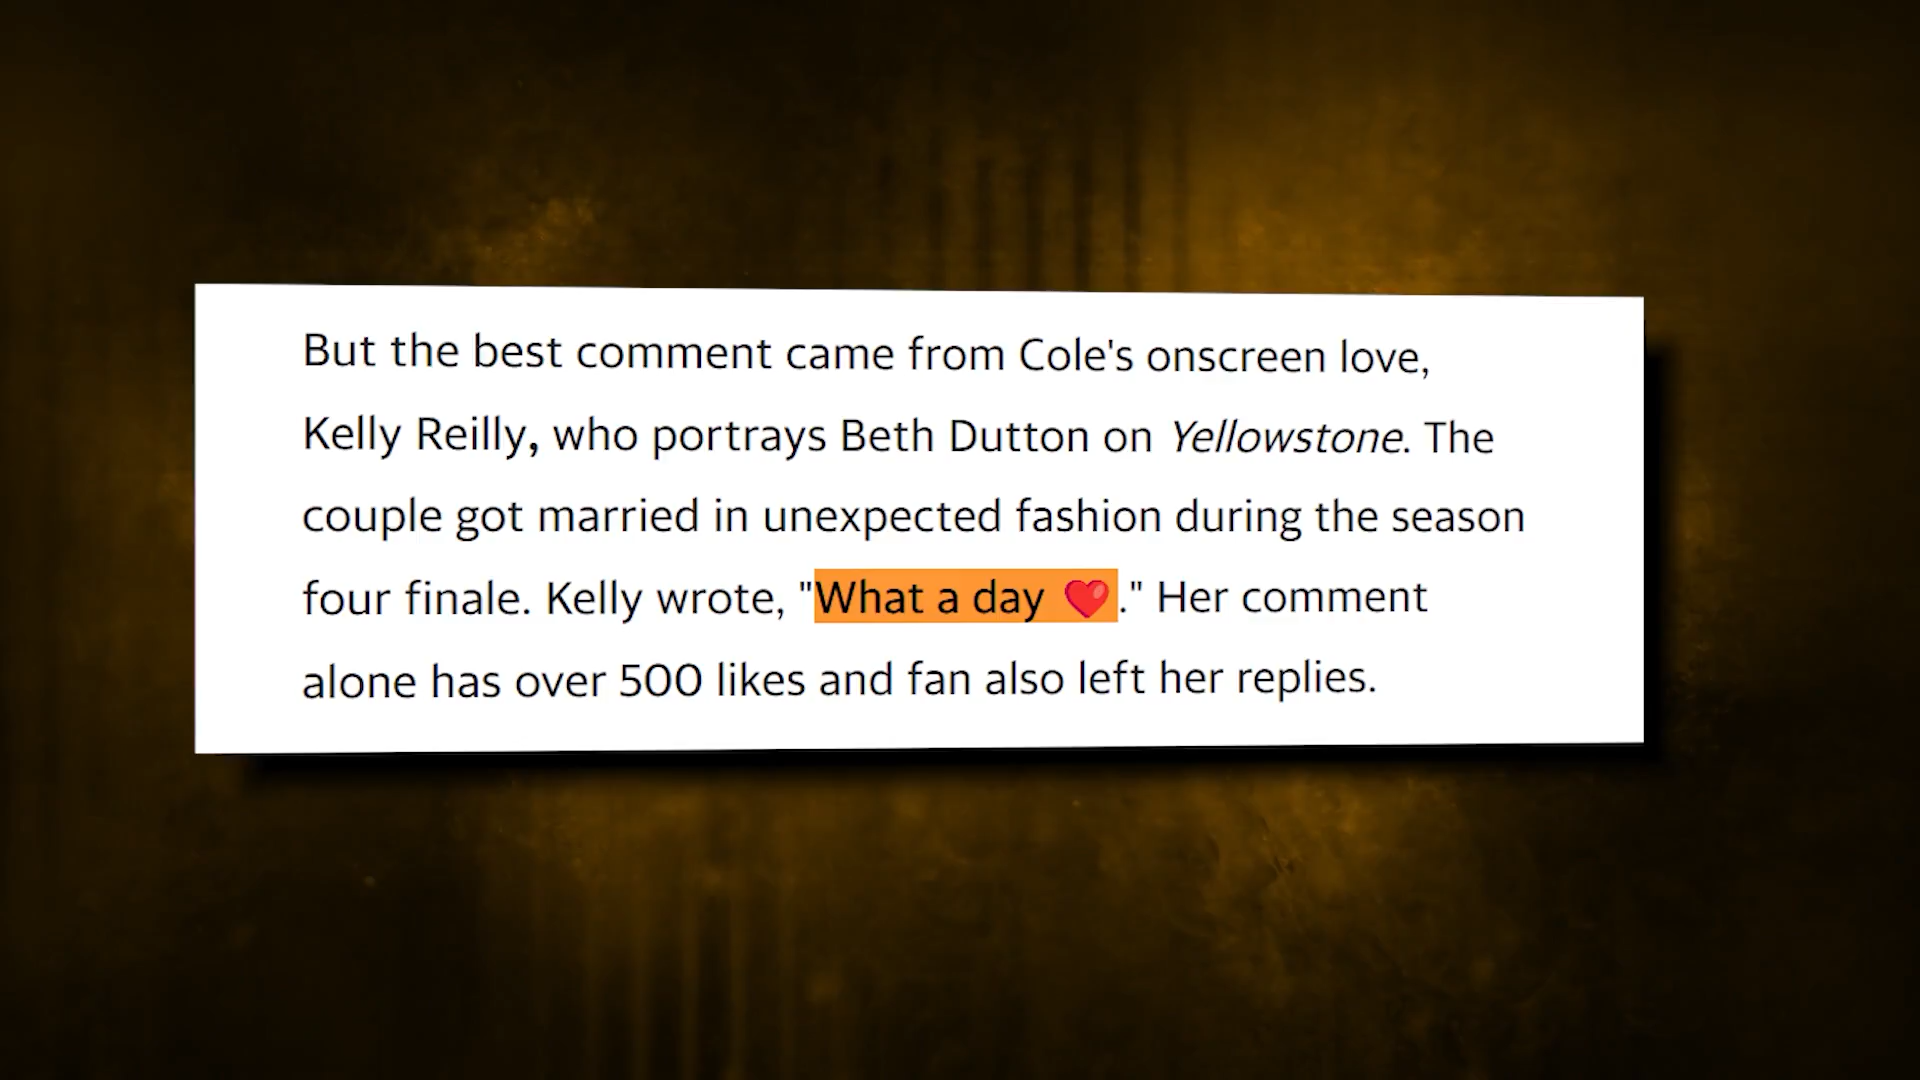 But the best comment came from Cole's onscreen love,
Kelly Reilly, who portrays Beth Dutton on Yellowstone. The
couple got married in unexpected fashion during the season
four finale. Kelly wrote, "What a day ❤️." Her comment
alone has over 500 likes and fan also left her replies.